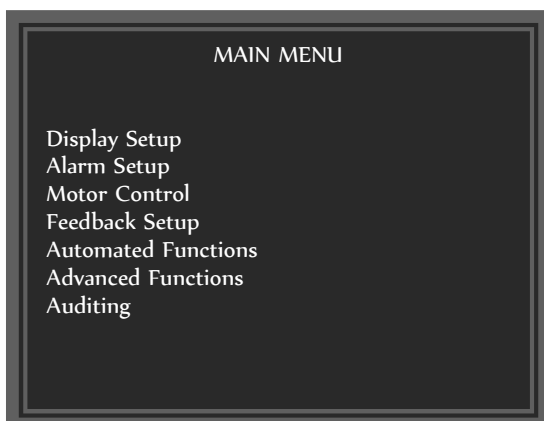 MAIN MENU
Display Setup
Alarm Setup
Motor Control
Feedback Setup
Automated Functions
Advanced Functions
Auditing